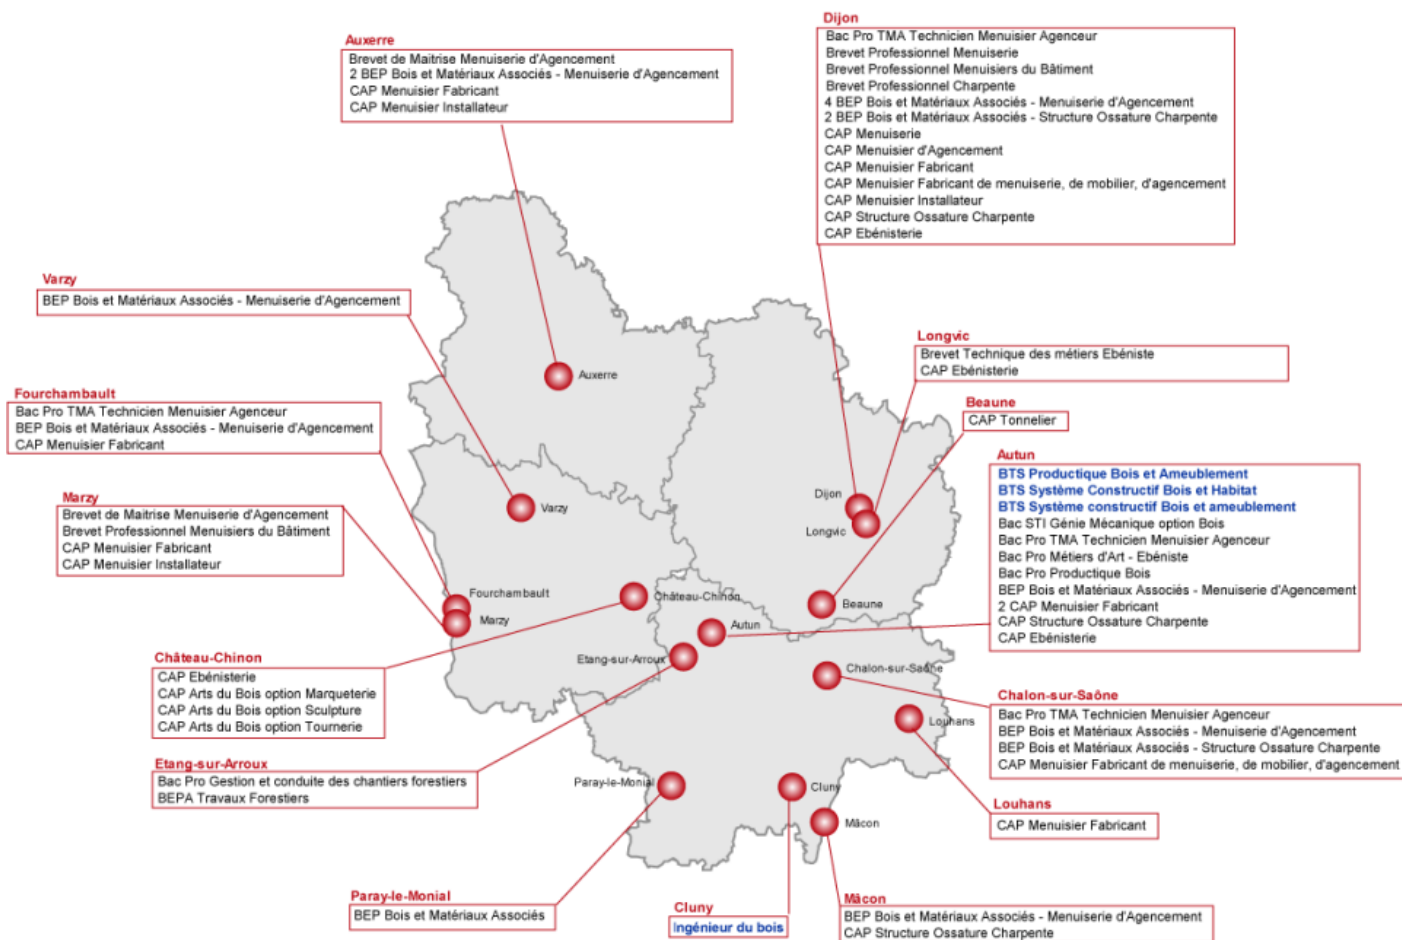 Auxerre
Brevet de Maitrise Menuiserie d'Agencement
2 BEP Bois et Matériaux Associés - Menuiserie d'Agencement
CAP Menuisier Fabricant
CAP Menuisier Installateur
Dijon
Bac Pro TMA Technicien Menuisier Agenceur
Brevet Professionnel Menuiserie
Brevet Professionnel Menuisiers du Bâtiment
Brevet Professionnel Charpente
4 BEP Bois et Matériaux Associés - Menuiserie d'Agencement
2 BEP Bois et Matériaux Associés - Structure Ossature Charpente
CAP Menuiserie
CAP Menuisier d'Agencement
CAP Menuisier Fabricant
CAP Menuisier Fabricant de menuiserie, de mobilier, d'agencement
CAP Menuisier Installateur
CAP Structure Ossature Charpente
CAP Ebénisterie
Varzy
BEP Bois et Matériaux Associés - Menuiserie d'Agencement
Longvic
Brevet Technique des métiers Ebéniste
CAP Ebénisterie
Fourchambault
Bac Pro TMA Technicien Menuisier Agenceur
BEP Bois et Matériaux Associés - Menuiserie d'Agencement
CAP Menuisier Fabricant
Beaune
CAP Tonnelier
Marzy
Brevet de Maitrise Menuiserie d'Agencement
Brevet Professionnel Menuisiers du Bâtiment
CAP Menuisier Fabricant
CAP Menuisier Installateur
Autun
BTS Productique Bois et Ameublement
BTS Système Constructif Bois et Habitat
BTS Système constructif Bois et ameublement
Bac STI Génie Mécanique option Bois
Bac Pro TMA Technicien Menuisier Agenceur
Bac Pro Métiers d'Art - Ebéniste
Bac Pro Productique Bois
BEP Bois et Matériaux Associés - Menuiserie d'Agencement
2 CAP Menuisier Fabricant
CAP Structure Ossature Charpente
CAP Ebénisterie
Auxerre
Varzy
Dijon
Longvic
Fourchambault
Marzy
Château-Chinon
Beaune
Autun
Etang-sur-Arroux
Chalon-sur-Saône
Louhans
Paray-le-Monial
Cluny
Mâcon
Château-Chinon
CAP Ebénisterie
CAP Arts du Bois option Marqueterie
CAP Arts du Bois option Sculpture
CAP Arts du Bois option Tournerie
Etang-sur-Arroux
Bac Pro Gestion et conduite des chantiers forestiers
BEPA Travaux Forestiers
Chalon-sur-Saône
Bac Pro TMA Technicien Menuisier Agenceur
BEP Bois et Matériaux Associés - Menuiserie d'Agencement
BEP Bois et Matériaux Associés - Structure Ossature Charpente
CAP Menuisier Fabricant de menuiserie, de mobilier, d'agencement
Louhans
CAP Menuisier Fabricant
Paray-le-Monial
BEP Bois et Matériaux Associés
Cluny
Ingénieur du bois
Mâcon
BEP Bois et Matériaux Associés - Menuiserie d'Agencement
CAP Structure Ossature Charpente